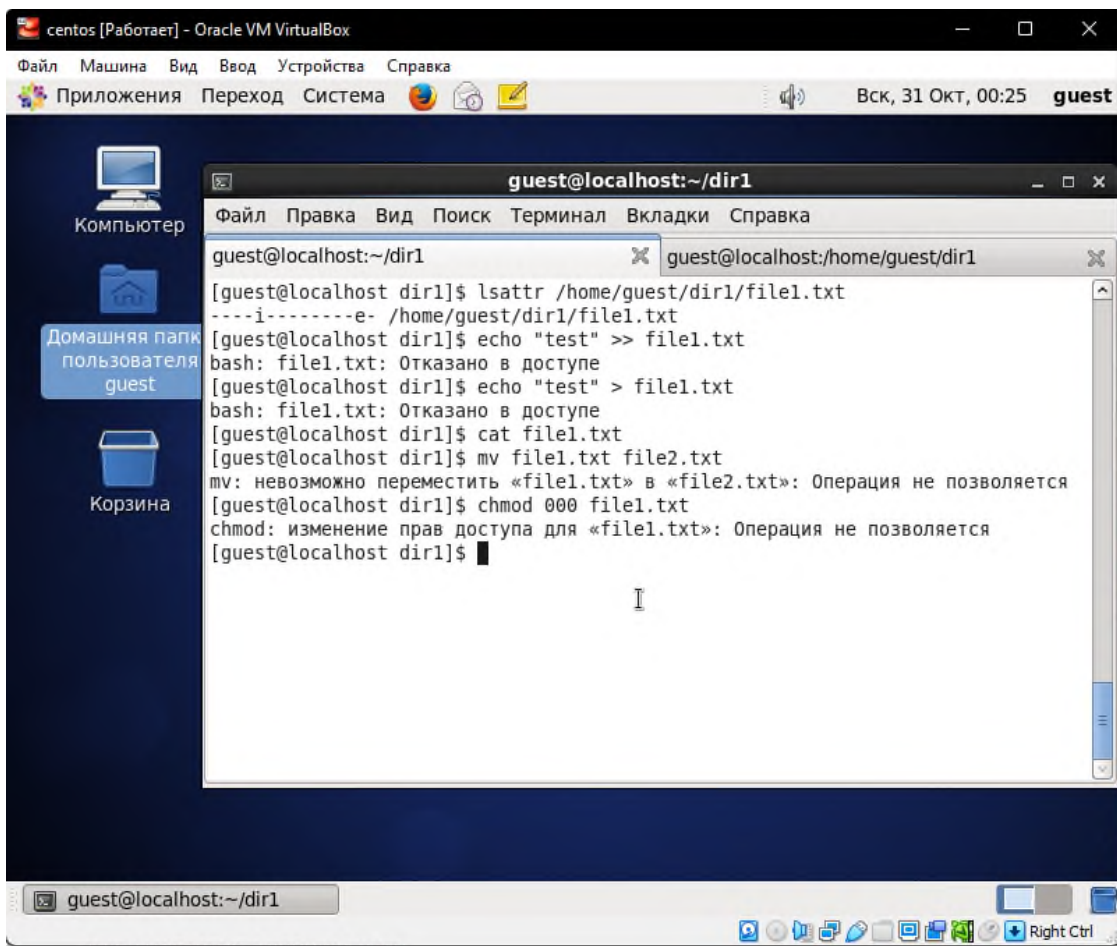 centos [Работает] - Oracle VM VirtualBox
Файл Машина Вид Ввод Устройства Справка
Приложения Переход Система Вск, 31 Окт, 00:25 guest
guest@localhost:~/dir1
Компьютер
Файл Правка Вид Поиск Терминал Вкладки Справка
guest@localhost:~/dir1 guest@localhost:/home/guest/dir1
[guest@localhost dir1]$ lsattr /home/guest/dir1/file1.txt
----i--------e- /home/guest/dir1/file1.txt
[guest@localhost dir1]$ echo "test" >> file1.txt
bash: file1.txt: Отказано в доступе
[guest@localhost dir1]$ echo "test" > file1.txt
bash: file1.txt: Отказано в доступе
[guest@localhost dir1]$ cat file1.txt
[guest@localhost dir1]$ mv file1.txt file2.txt
mv: невозможно переместить «file1.txt» в «file2.txt»: Операция не позволяется
[guest@localhost dir1]$ chmod 000 file1.txt
chmod: изменение прав доступа для «file1.txt»: Операция не позволяется
[guest@localhost dir1]$
Домашняя папк
пользователя
guest
Корзина
guest@localhost:~/dir1
Right Ctrl